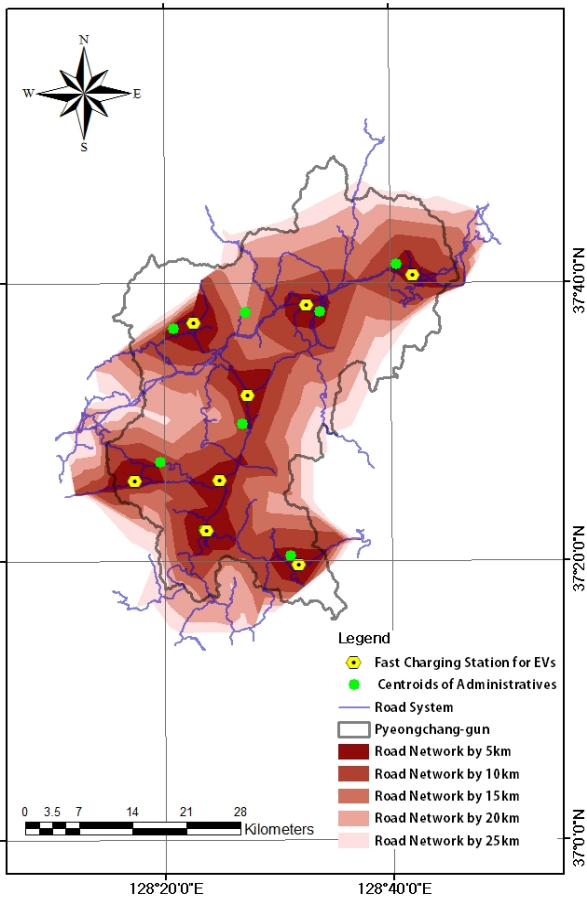 N
W E
S
37°40'0"N
37°20'0"N
Legend
Fast Charging Station for EVs
Centroids of Administratives
Road System
Pyeongchang-gun
Road Network by 5km
Road Network by 10km
Road Network by 15km
Road Network by 20km
Road Network by 25km
0 3.5 7 14 21 28
Kilometers
37°0'0"N
128°20'0"E 128°40'0"E